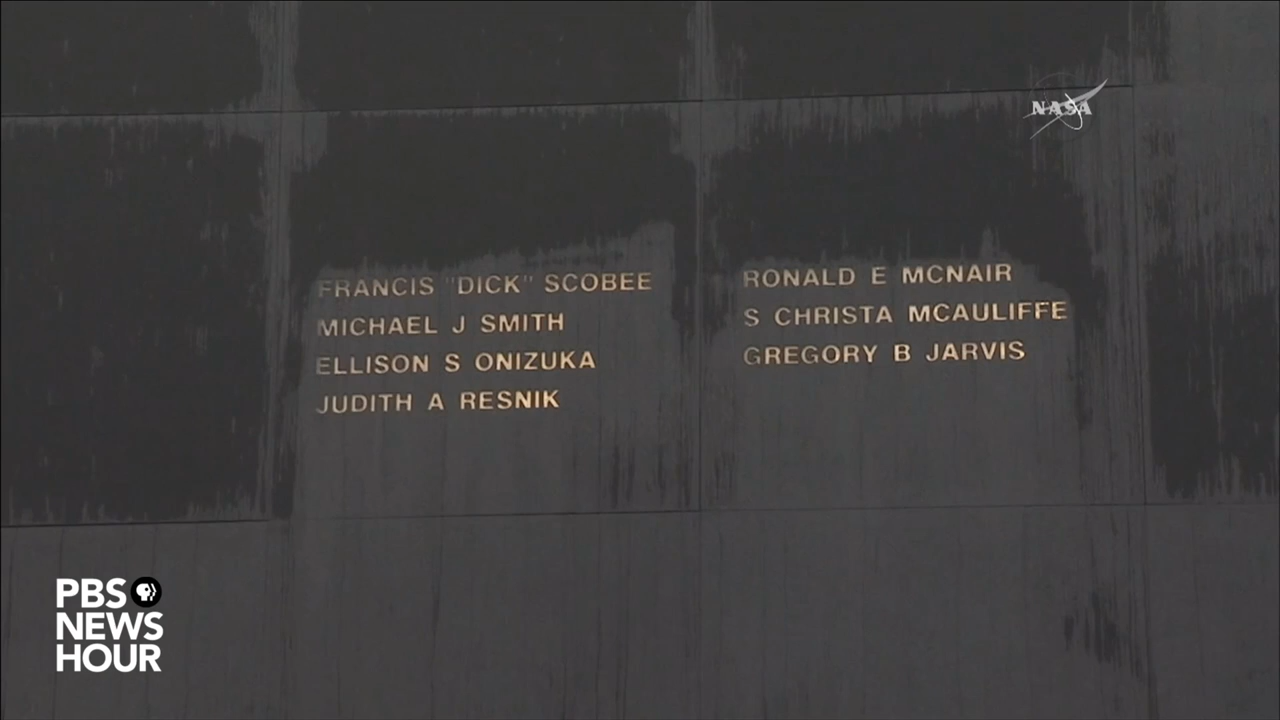 NASA
FRANCIS "DICK" SCOBEE
MICHAEL J SMITH
ELLISON S ONIZUKA
JUDITH A RESNIK
RONALD E MCNAIR
S CHRISTA MCAULIFFE
GREGORY B JARVIS
PBS
NEWS
HOUR